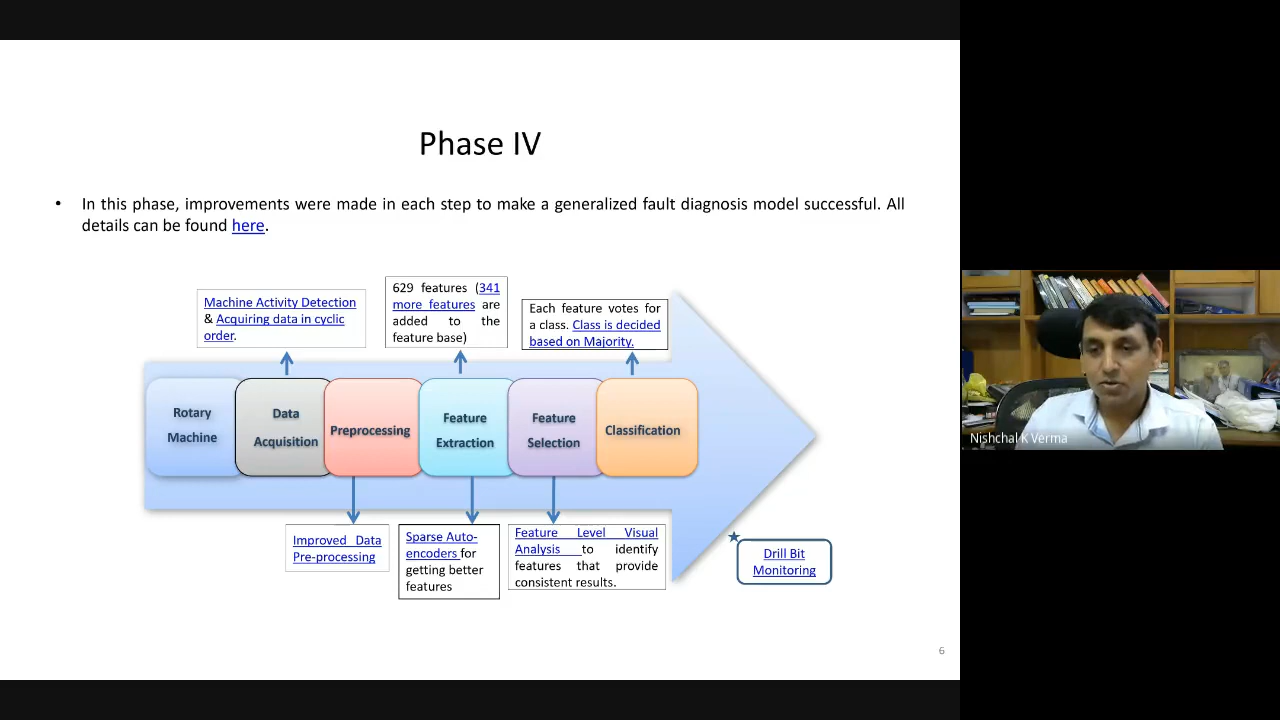 Phase IV
• In this phase, improvements were made in each step to make a generalized fault diagnosis model successful. All
details can be found here.
Machine Activity Detection
& Acquiring data in cyclic
order.
629 features (341
more features are
added to the
feature base)
Each feature votes for
a class. Class is decided
based on Majority.
Rotary
Machine
Data
Acquisition
Preprocessing
Feature
Extraction
Feature
Selection
Classification
Improved Data
Pre-processing
Sparse Auto-
encoders for
getting better
features
Feature Level Visual
Analysis to identify
features that provide
consistent results.
Drill Bit
Monitoring
6
Nishchal K Verma